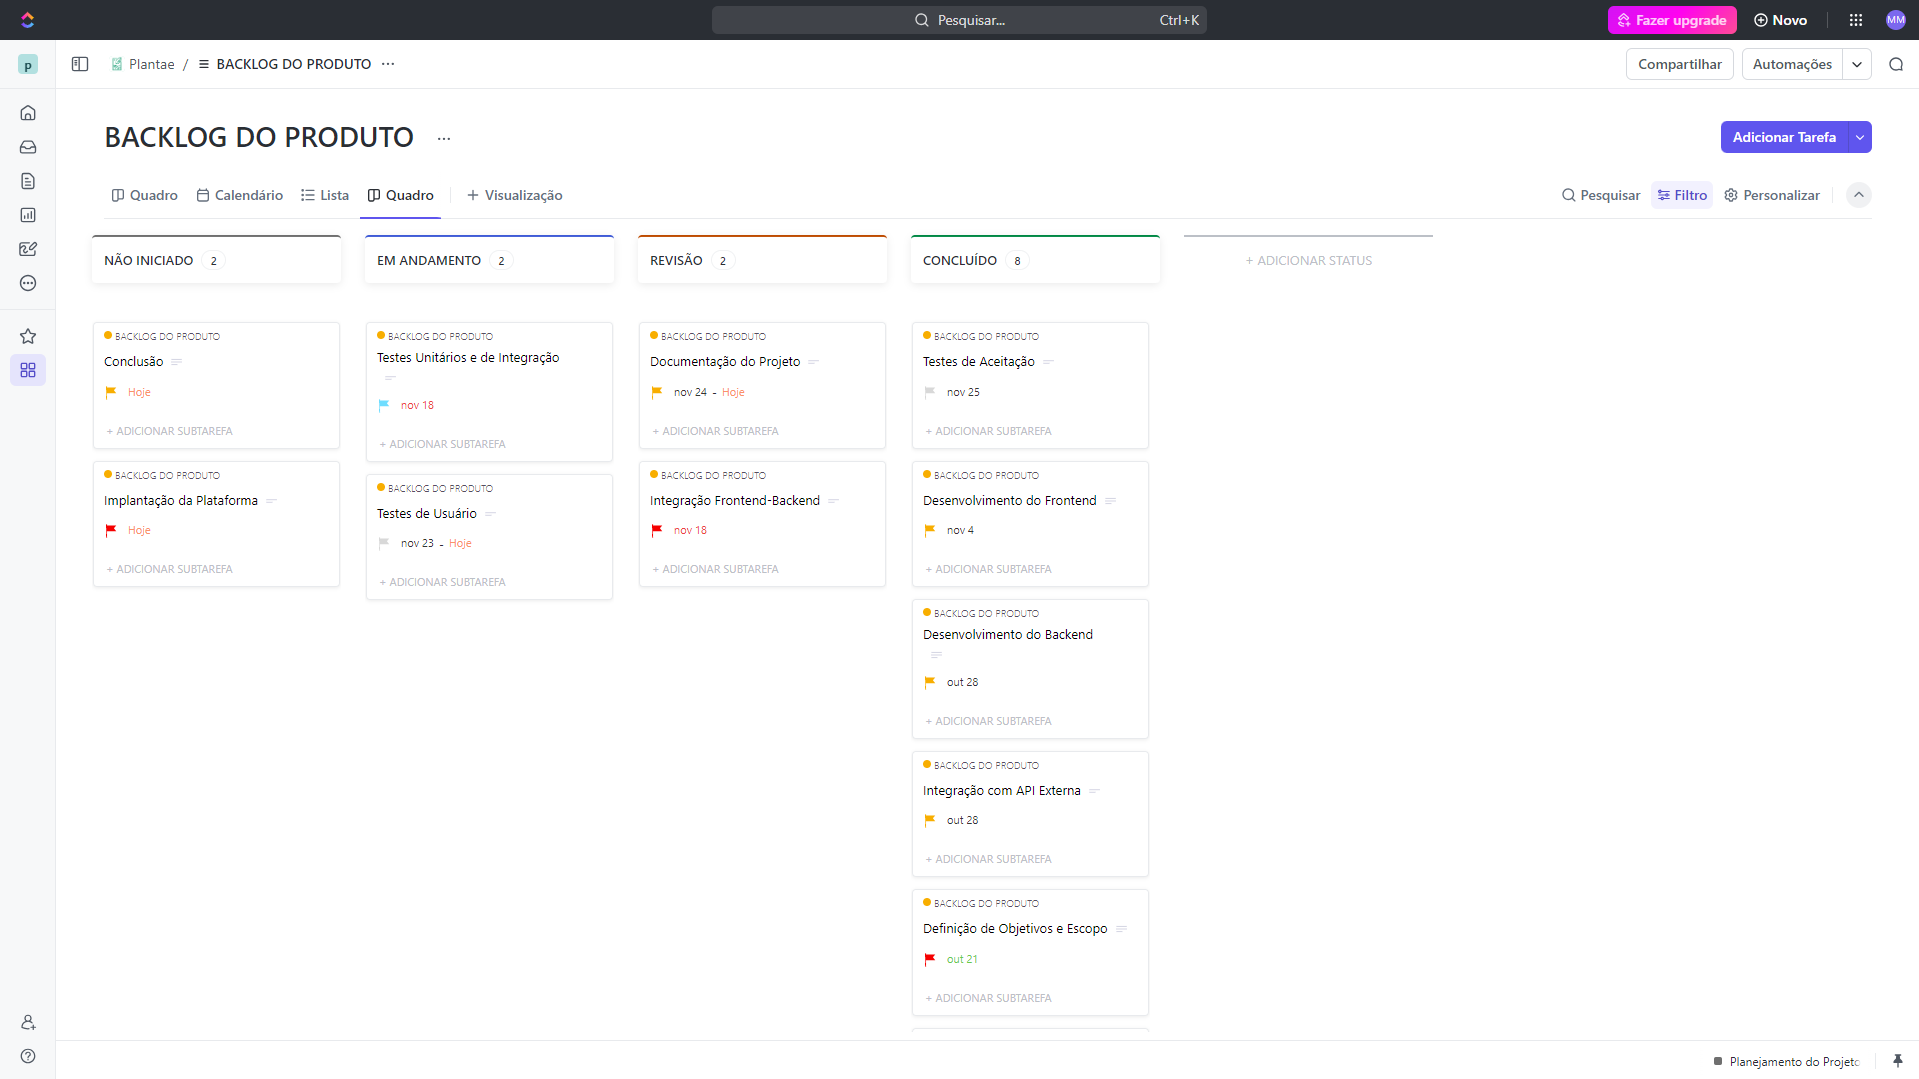 Pesquisar...
Ctrl+K
Fazer upgrade
Novo
MM
p
Plantae / BACKLOG DO PRODUTO ...
Compartilhar
Automações
BACKLOG DO PRODUTO ...
Adicionar Tarefa
Quadro
Calendário
Lista
Quadro
+ Visualização
Pesquisar
Filtro
Personalizar
NÃO INICIADO 2
BACKLOG DO PRODUTO
Conclusão
Hoje
+ ADICIONAR SUBTAREFA
BACKLOG DO PRODUTO
Implantação da Plataforma
Hoje
+ ADICIONAR SUBTAREFA
EM ANDAMENTO 2
BACKLOG DO PRODUTO
Testes Unitários e de Integração
nov 18
+ ADICIONAR SUBTAREFA
BACKLOG DO PRODUTO
Testes de Usuário
nov 23 - Hoje
+ ADICIONAR SUBTAREFA
REVISÃO 2
BACKLOG DO PRODUTO
Documentação do Projeto
nov 24 - Hoje
+ ADICIONAR SUBTAREFA
BACKLOG DO PRODUTO
Integração Frontend-Backend
nov 18
+ ADICIONAR SUBTAREFA
CONCLUÍDO 8
BACKLOG DO PRODUTO
Testes de Aceitação
nov 25
+ ADICIONAR SUBTAREFA
BACKLOG DO PRODUTO
Desenvolvimento do Frontend
nov 4
+ ADICIONAR SUBTAREFA
BACKLOG DO PRODUTO
Desenvolvimento do Backend
out 28
+ ADICIONAR SUBTAREFA
BACKLOG DO PRODUTO
Integração com API Externa
out 28
+ ADICIONAR SUBTAREFA
BACKLOG DO PRODUTO
Definição de Objetivos e Escopo
out 21
+ ADICIONAR SUBTAREFA
+ ADICIONAR STATUS
Planejamento do Projeto